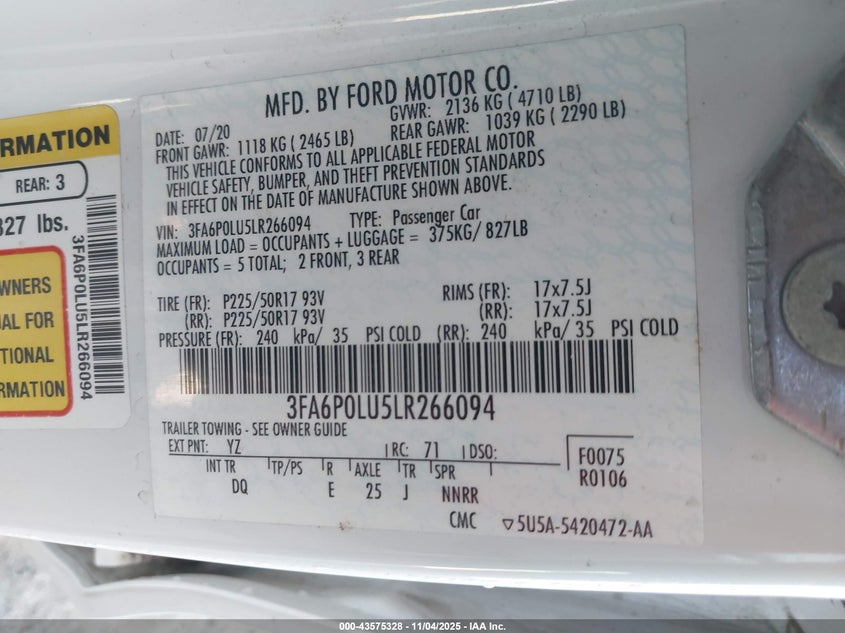 RMATION
REAR: 3
827 lbs.
3FA6P0LU5LR266094
WNERS
UAL FOR
TIONAL
RMATION
MFD. BY FORD MOTOR CO.
DATE: 07/20 GVWR: 2136 KG ( 4710 LB)
FRONT GAWR: 1118 KG ( 2465 LB) REAR GAWR: 1039 KG ( 2290 LB)
THIS VEHICLE CONFORMS TO ALL APPLICABLE FEDERAL MOTOR
VEHICLE SAFETY, BUMPER, AND THEFT PREVENTION STANDARDS
IN EFFECT ON THE DATE OF MANUFACTURE SHOWN ABOVE.
VIN: 3FA6P0LU5LR266094 TYPE: Passenger Car
MAXIMUM LOAD = OCCUPANTS + LUGGAGE = 375KG/ 827LB
OCCUPANTS = 5 TOTAL; 2 FRONT, 3 REAR
TIRE (FR): P225/50R17 93V RIMS (FR): 17x7.5J
(RR): P225/50R17 93V (RR): 17x7.5J
PRESSURE (FR): 240 kPa/ 35 PSI COLD (RR): 240 kPa/ 35 PSI COLD
3FA6P0LU5LR266094
TRAILER TOWING - SEE OWNER GUIDE
EXT PNT: YZ RC: 71 DSO: F0075
INT TR TP/PS R AXLE TR SPR R0106
DQ E 25 J NNRR
CMC ▽5U5A-5420472-AA
000-43575328 - 11/04/2025 - IAA Inc.